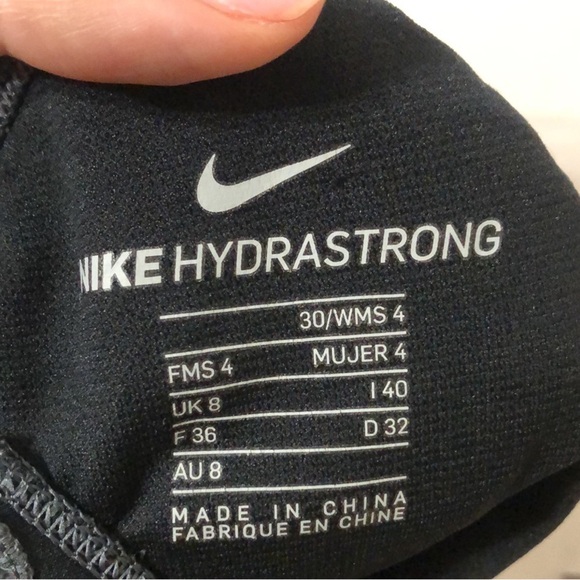 NIKE HYDRASTRONG
30/WMS 4
FMS 4 MUJER 4
UK 8 I 40
F 36 D 32
AU 8
MADE IN CHINA
FABRIQUE EN CHINE